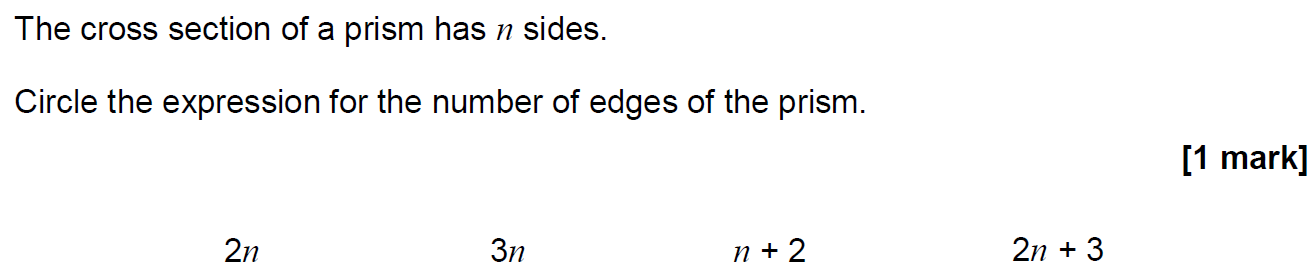 The cross section of a prism has n sides.
Circle the expression for the number of edges of the prism.
[1 mark]
2n 3n n + 2 2n + 3